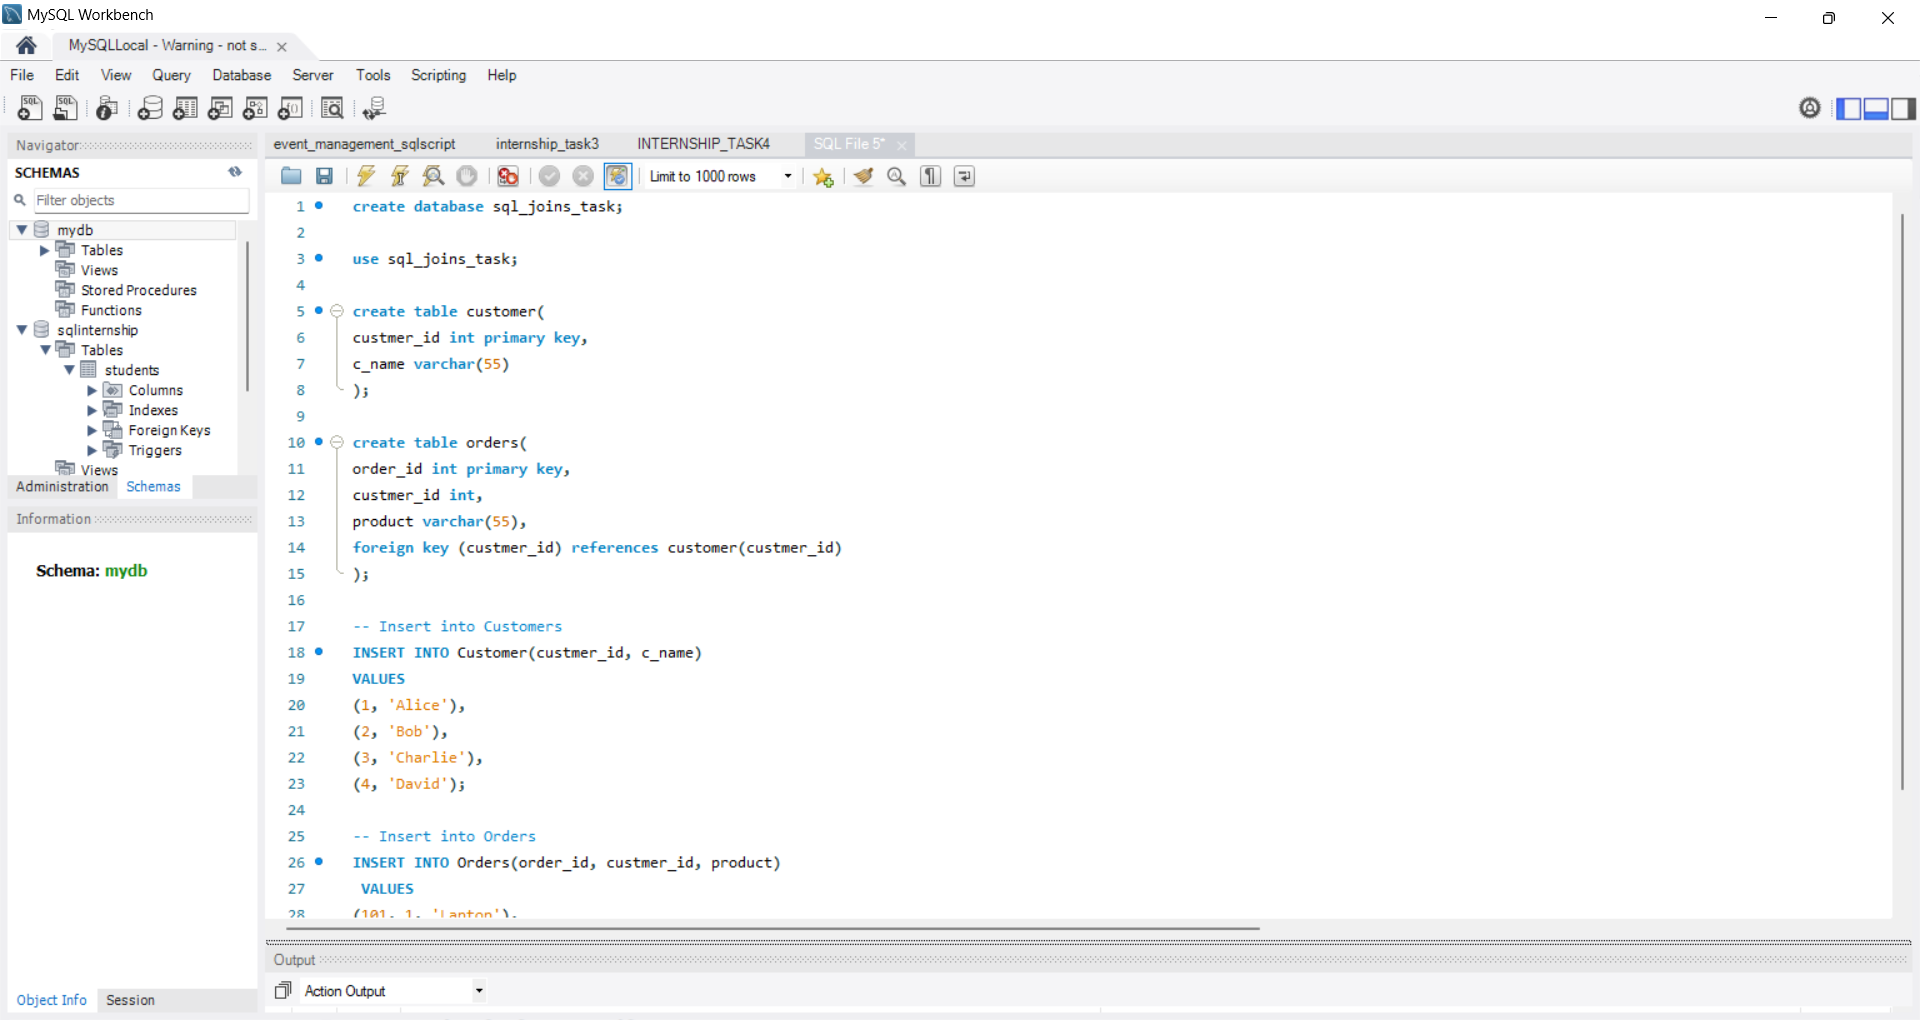 MySQL Workbench
MySQLLocal - Warning - not s...
File Edit View Query Database Server Tools Scripting Help
Navigator
SCHEMAS
Filter objects
mydb
Tables
Views
Stored Procedures
Functions
sqlinternship
Tables
students
Columns
Indexes
Foreign Keys
Triggers
Views
Administration Schemas
Information
Schema: mydb
Object Info Session
event_management_sqlscript internship_task3 INTERNSHIP_TASK4 SQL File 5*
Limit to 1000 rows
1 create database sql_joins_task;
2
3 use sql_joins_task;
4
5 create table customer(
6 custmer_id int primary key,
7 c_name varchar(55)
8 );
9
10 create table orders(
11 order_id int primary key,
12 custmer_id int,
13 product varchar(55),
14 foreign key (custmer_id) references customer(custmer_id)
15 );
16
17 -- Insert into Customers
18 INSERT INTO Customer(custmer_id, c_name)
19 VALUES
20 (1, 'Alice'),
21 (2, 'Bob'),
22 (3, 'Charlie'),
23 (4, 'David');
24
25 -- Insert into Orders
26 INSERT INTO Orders(order_id, custmer_id, product)
27 VALUES
28 (101, 1, 'Laptop'),
Output
Action Output